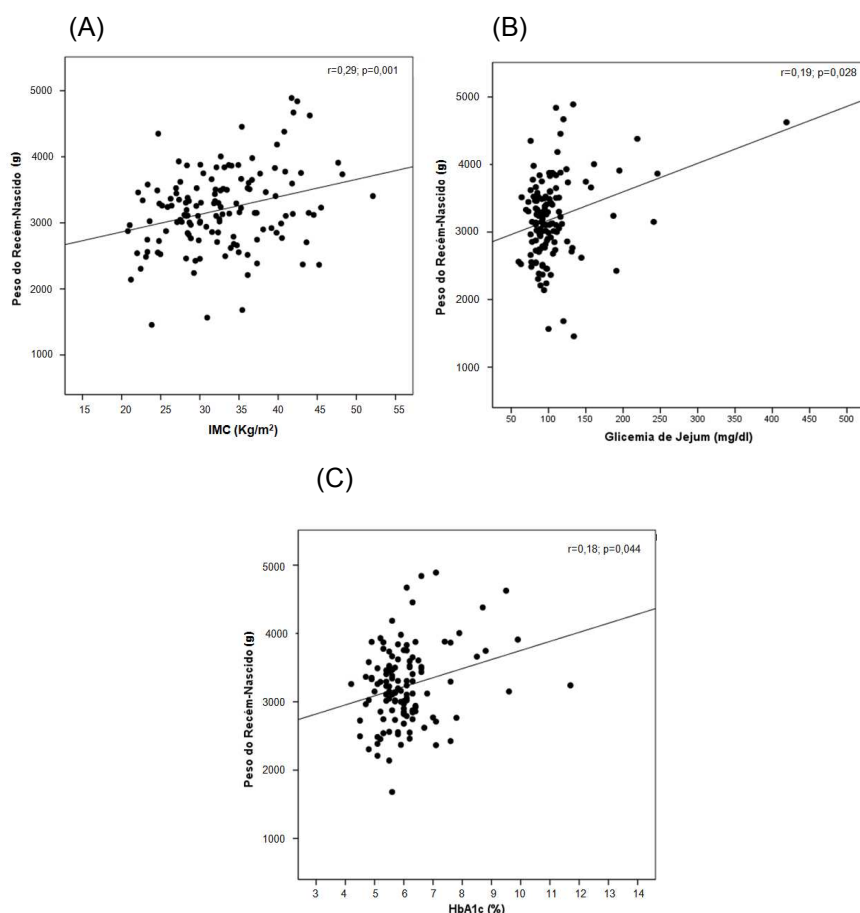 (A)
r=0,29; p=0,001
5000
4000
3000
2000
1000
Peso do Recém-Nascido (g)
15 20 25 30 35 40 45 50 55
IMC (Kg/m²)
(B)
r=0,19; p=0,028
5000
4000
3000
2000
1000
Peso do Recém-Nascido (g)
50 100 150 200 250 300 350 400 450 500
Glicemia de Jejum (mg/dl)
(C)
r=0,18; p=0,044
5000
4000
3000
2000
1000
Peso do Recém-Nascido (g)
3 4 5 6 7 8 9 10 11 12 13 14
HbA1c (%)